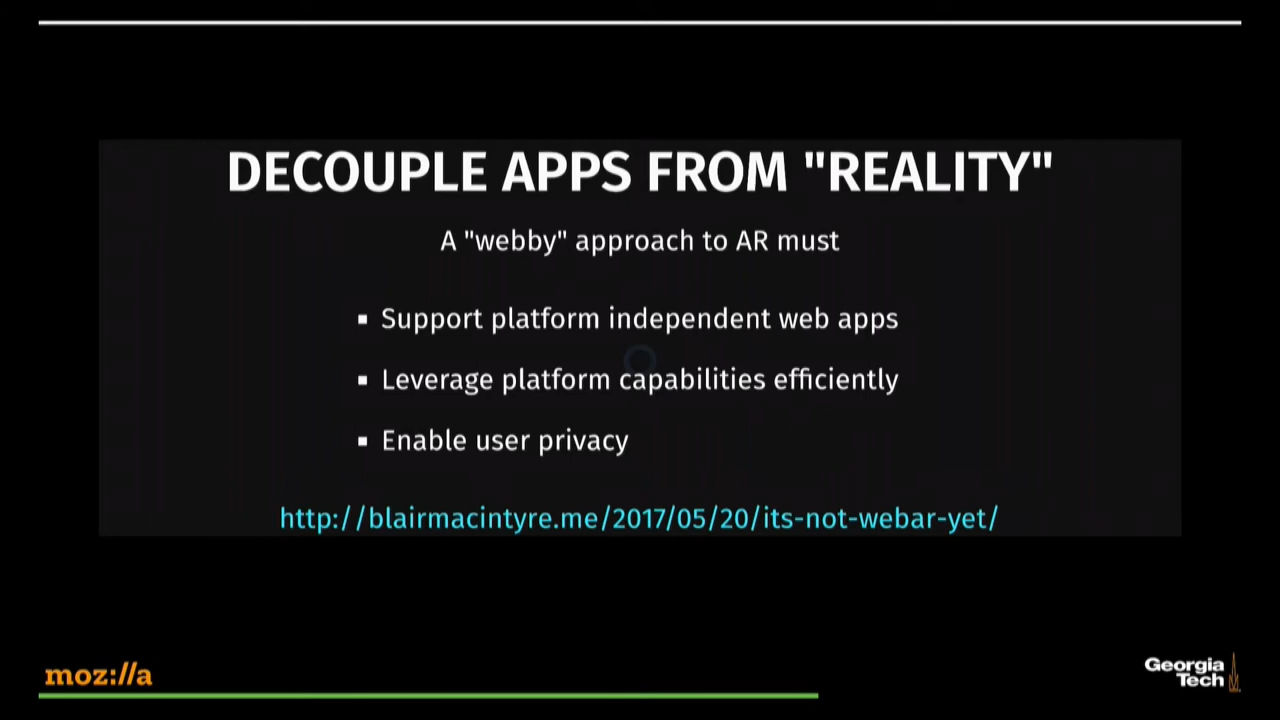 DECOUPLE APPS FROM "REALITY"
A "webby" approach to AR must
▪ Support platform independent web apps
▪ Leverage platform capabilities efficiently
▪ Enable user privacy
http://blairmacintyre.me/2017/05/20/its-not-webar-yet/
moz://a
Georgia
Tech